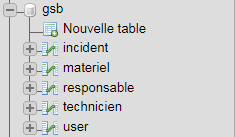 gsb
Nouvelle table
incident
materiel
responsable
technicien
user